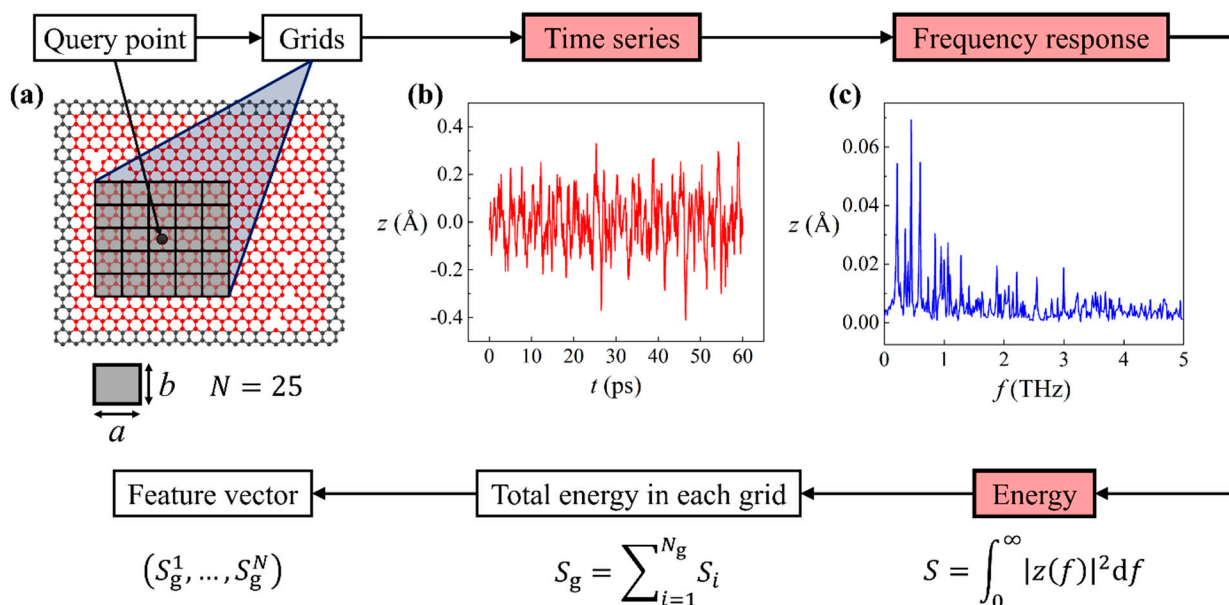 Query point
Grids
Time series
Frequency response
(a)
(b)
(c)
0.4
0.2
0.0
-0.2
-0.4
z (Å)
0 10 20 30 40 50 60
t (ps)
0.06
0.04
0.02
0.00
z (Å)
0 1 2 3 4 5
f (THz)
b
N = 25
a
Feature vector
Total energy in each grid
Energy
(S_g^1, …, S_g^N)
S_g = ∑_{i=1}^{N_g} S_i
S = ∫_0^∞ |z(f)|^2 df